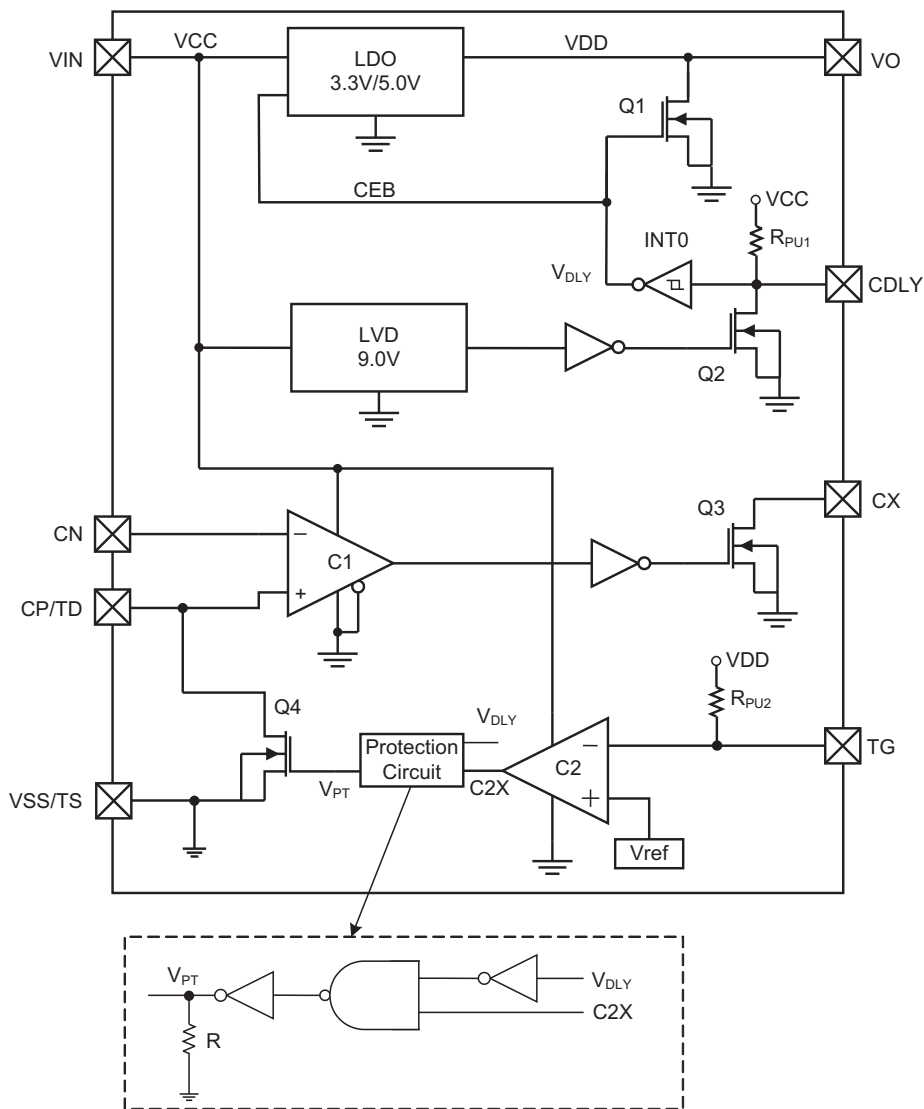 VIN
VCC
LDO
3.3V/5.0V
VDD
VO
Q1
CEB
VCC
RPU1
INT0
VDLY
CDLY
LVD
9.0V
Q2
CN
C1
−
+
Q3
CX
CP/TD
VDD
RPU2
Q4
VDLY
Protection
Circuit
VPT
C2X
C2
−
+
TG
VSS/TS
Vref
VPT
R
VDLY
C2X